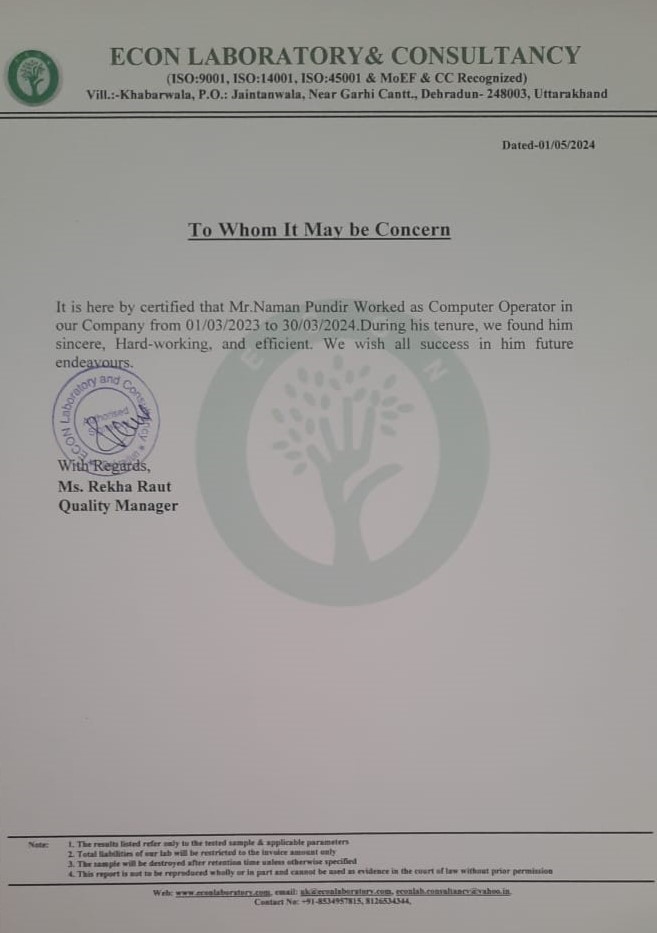 ECON LABORATORY& CONSULTANCY
(ISO:9001, ISO:14001, ISO:45001 & MoEF & CC Recognized)
Vill.:-Khabarwala, P.O.: Jaintanwala, Near Garhi Cantt., Dehradun- 248003, Uttarakhand
Dated-01/05/2024
To Whom It May be Concern
It is here by certified that Mr.Naman Pundir Worked as Computer Operator in
our Company from 01/03/2023 to 30/03/2024.During his tenure, we found him
sincere, Hard-working, and efficient. We wish all success in him future
endeavours.
ECON Laboratory and Consultancy
Authorised
With Regards,
Ms. Rekha Raut
Quality Manager
Note: 1. The results listed refer only to the tested sample & applicable parameters
2. Total liabilities of our lab will be restricted to the invoice amount only
3. The sample will be destroyed after retention time unless otherwise specified
4. This report is not to be reproduced wholly or in part and cannot be used as evidence in the court of law without prior permission
Web: www.econlaboratory.com, email: uk@econlaboratory.com, econlab.consultancy@yahoo.in,
Contact No: +91-8534957815, 8126534344,